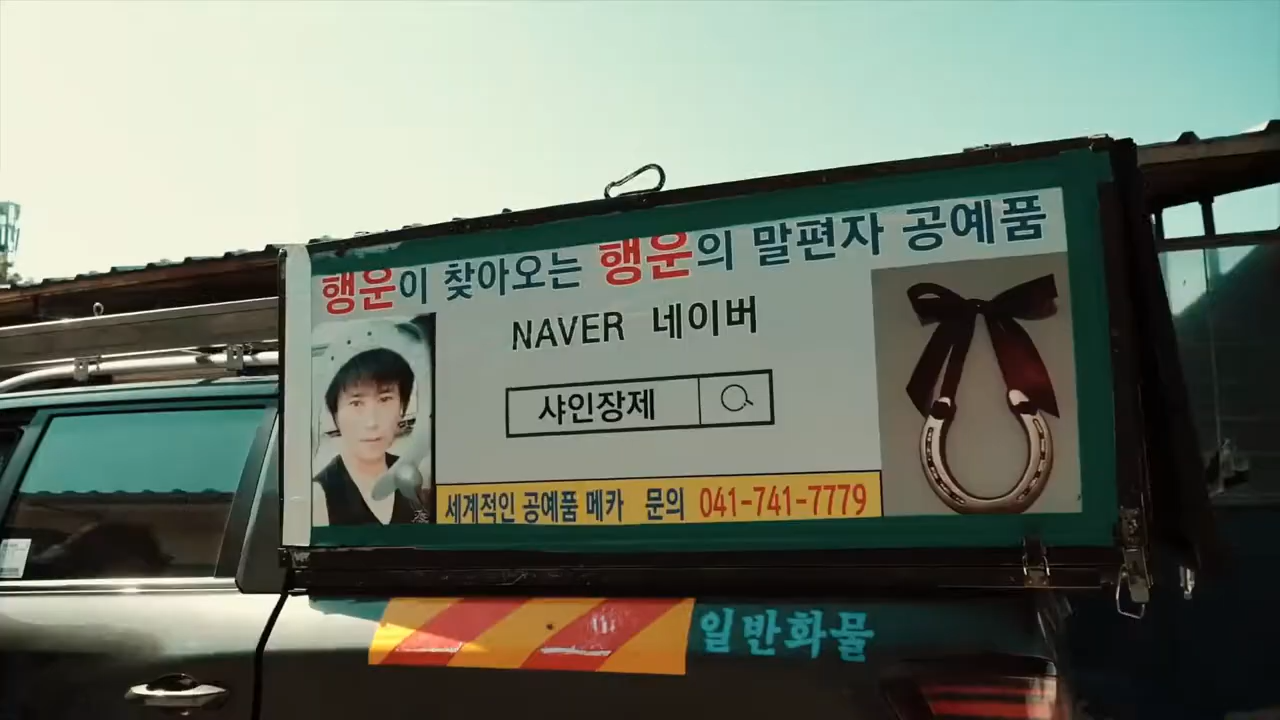 행운이 찾아오는 행운의 말편자 공예품
NAVER 네이버
샤인장제
세계적인 공예품 메카 문의 041-741-7779
일반화물